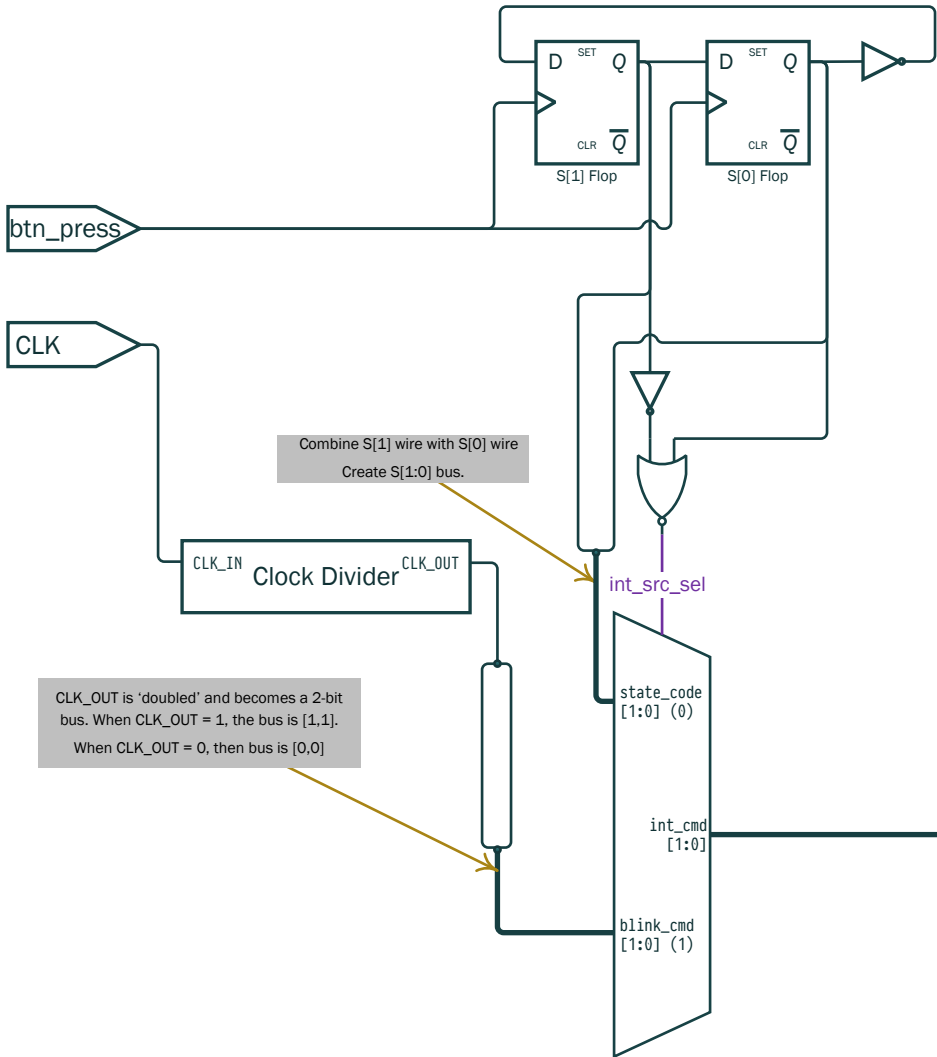 D
SET
Q
CLR
Q
S[1] Flop
D
SET
Q
CLR
Q
S[0] Flop
btn_press
CLK
Combine S[1] wire with S[0] wire
Create S[1:0] bus.
CLK_IN
Clock Divider
CLK_OUT
int_src_sel
CLK_OUT is ‘doubled’ and becomes a 2-bit
bus. When CLK_OUT = 1, the bus is [1,1].
When CLK_OUT = 0, then bus is [0,0]
state_code
[1:0] (0)
int_cmd
[1:0]
blink_cmd
[1:0] (1)